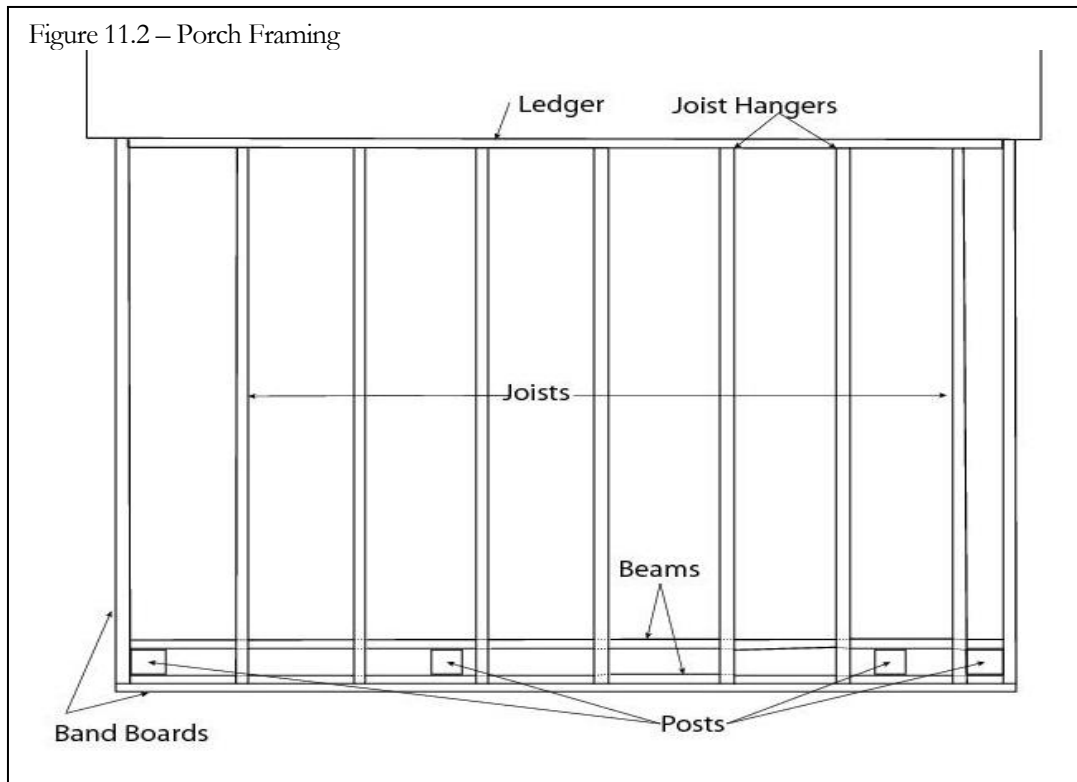 Figure 11.2 – Porch Framing
Ledger
Joist Hangers
Joists
Beams
Posts
Band Boards